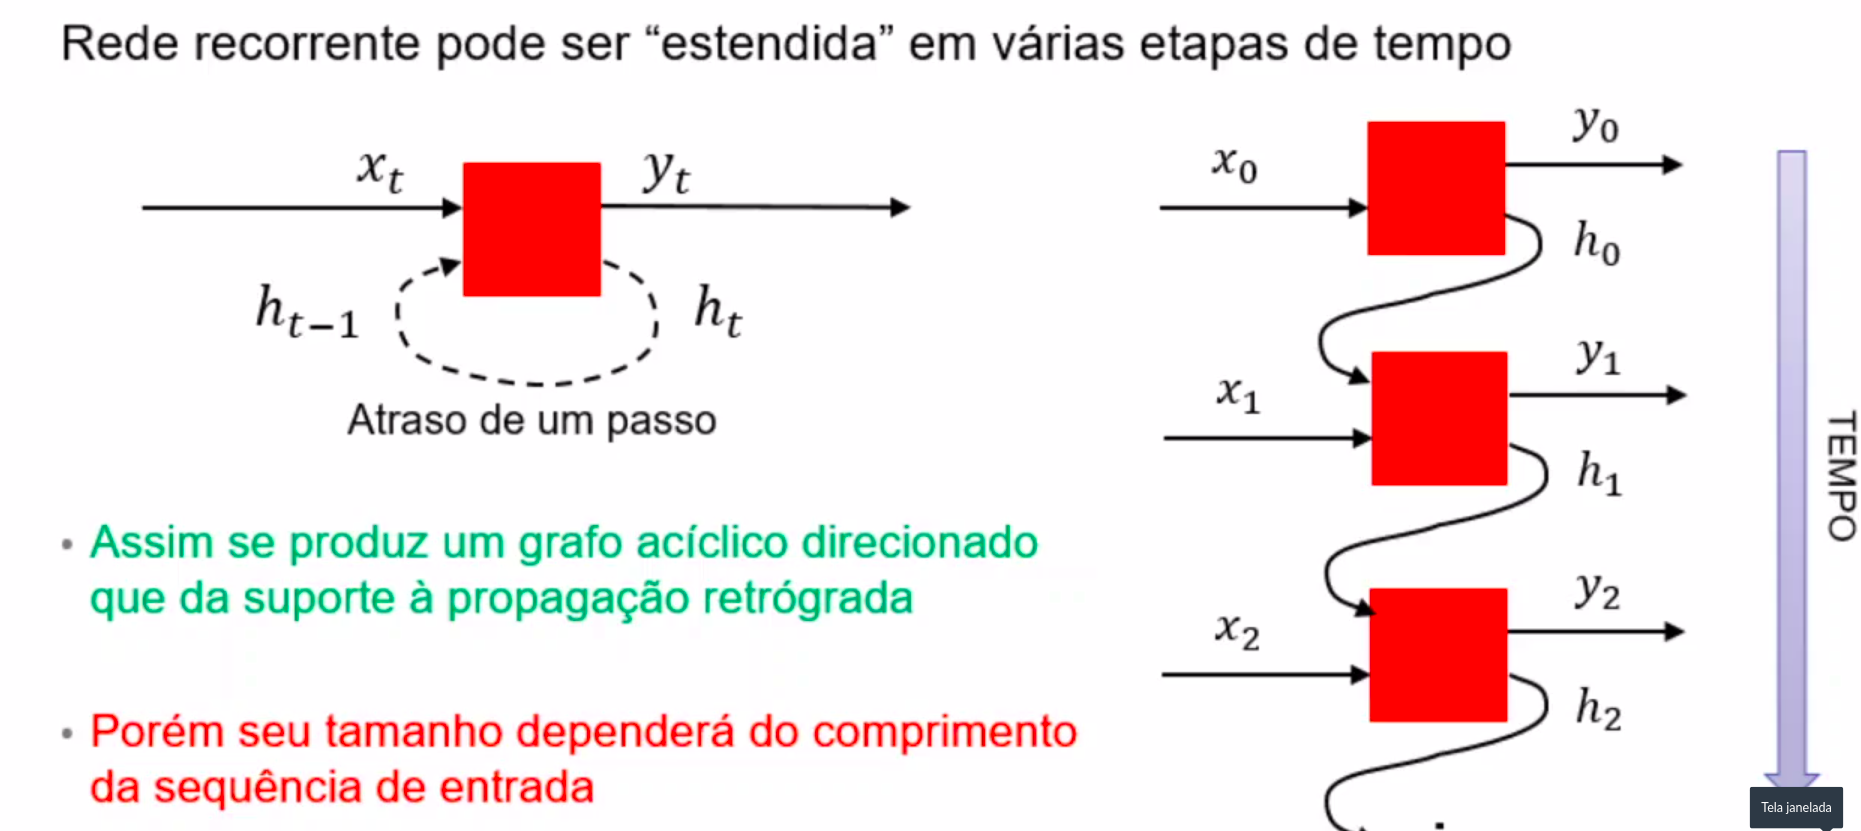 Rede recorrente pode ser “estendida” em várias etapas de tempo
x_t
y_t
h_{t−1}
h_t
Atraso de um passo
• Assim se produz um grafo acíclico direcionado
que da suporte à propagação retrógrada
• Porém seu tamanho dependerá do comprimento
da sequência de entrada
x_0
y_0
h_0
x_1
y_1
h_1
x_2
y_2
h_2
TEMPO
Tela janelada